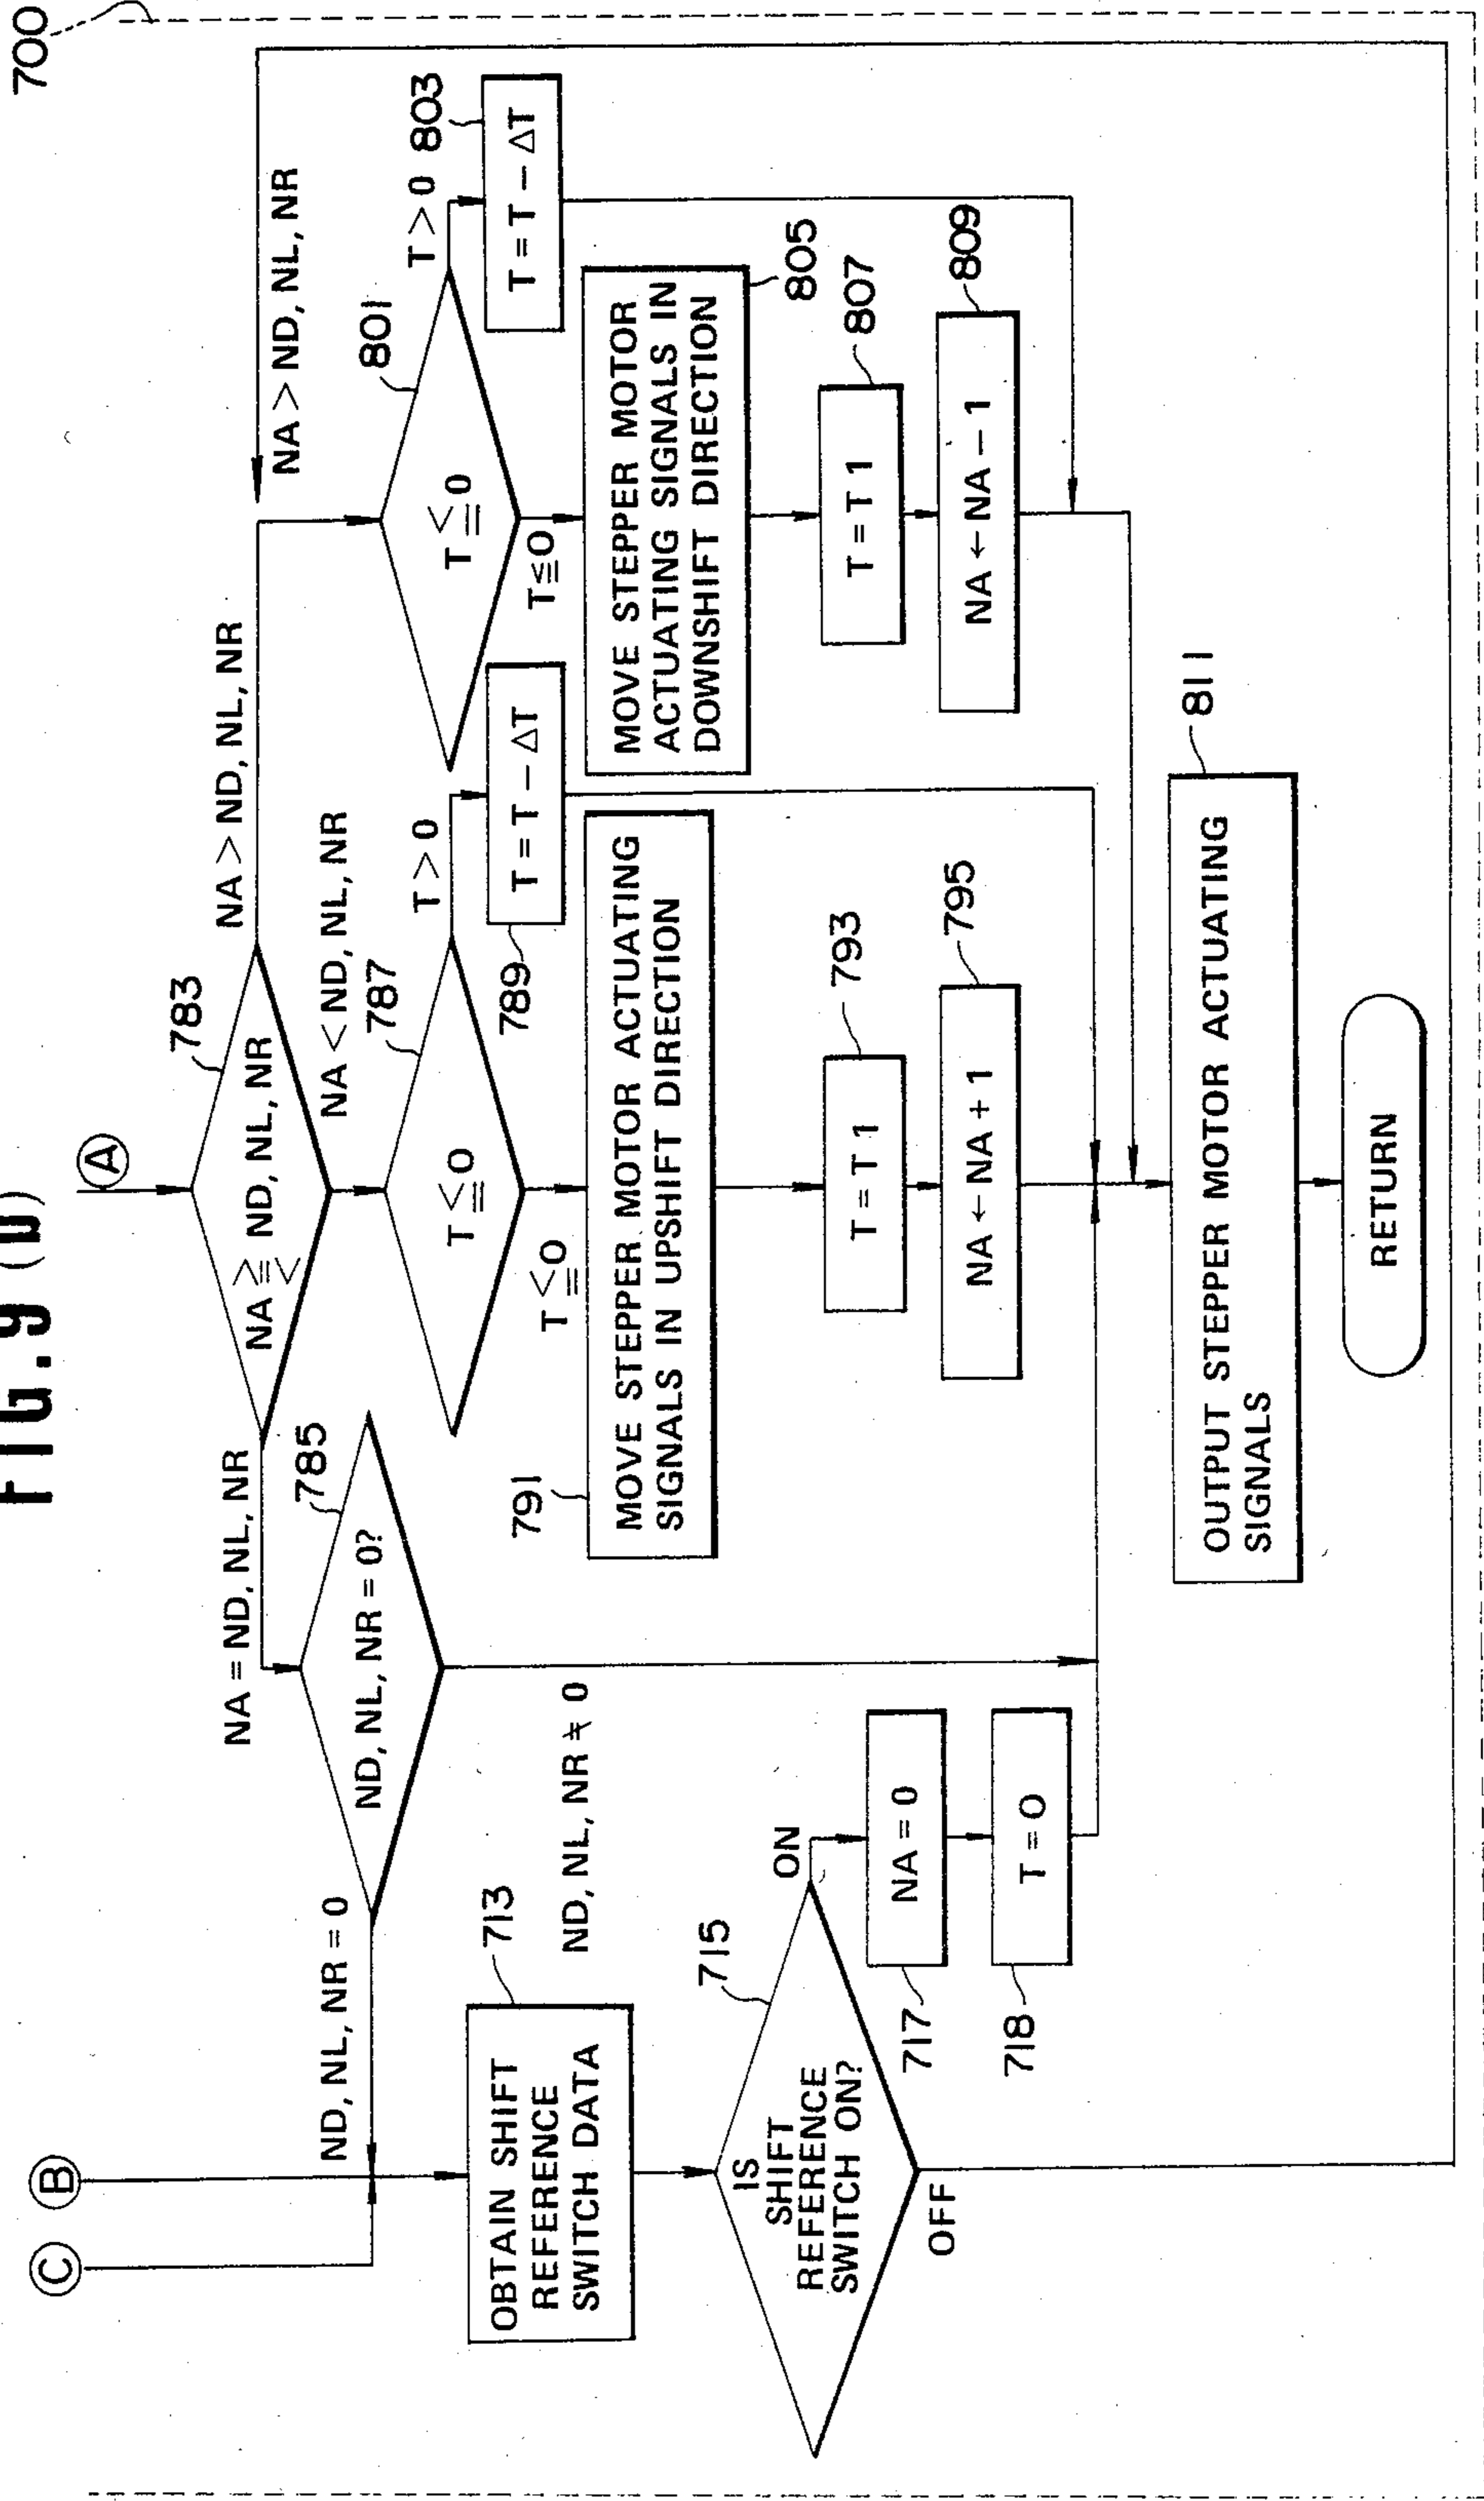 FIG. 9 (D)
700
A
B
C
783
NA ⋛ ND, NL, NR
NA = ND, NL, NR
NA < ND, NL, NR
NA > ND, NL, NR
NA > ND, NL, NR
785
ND, NL, NR = 0?
ND, NL, NR = 0
ND, NL, NR ≠ 0
713
OBTAIN SHIFT
REFERENCE
SWITCH DATA
715
IS
SHIFT
REFERENCE
SWITCH ON?
ON
OFF
717
NA = 0
718
T = 0
787
T ≦ 0
T > 0
789
T = T − ΔT
T ≦ 0
791
MOVE STEPPER MOTOR ACTUATING
SIGNALS IN UPSHIFT DIRECTION
793
T = T 1
795
NA ← NA + 1
801
T ≦ 0
T > 0
803
T = T − ΔT
T ≦ 0
MOVE STEPPER MOTOR
ACTUATING SIGNALS IN
DOWNSHIFT DIRECTION
805
T = T 1
807
NA ← NA − 1
809
811
OUTPUT STEPPER MOTOR ACTUATING
SIGNALS
RETURN